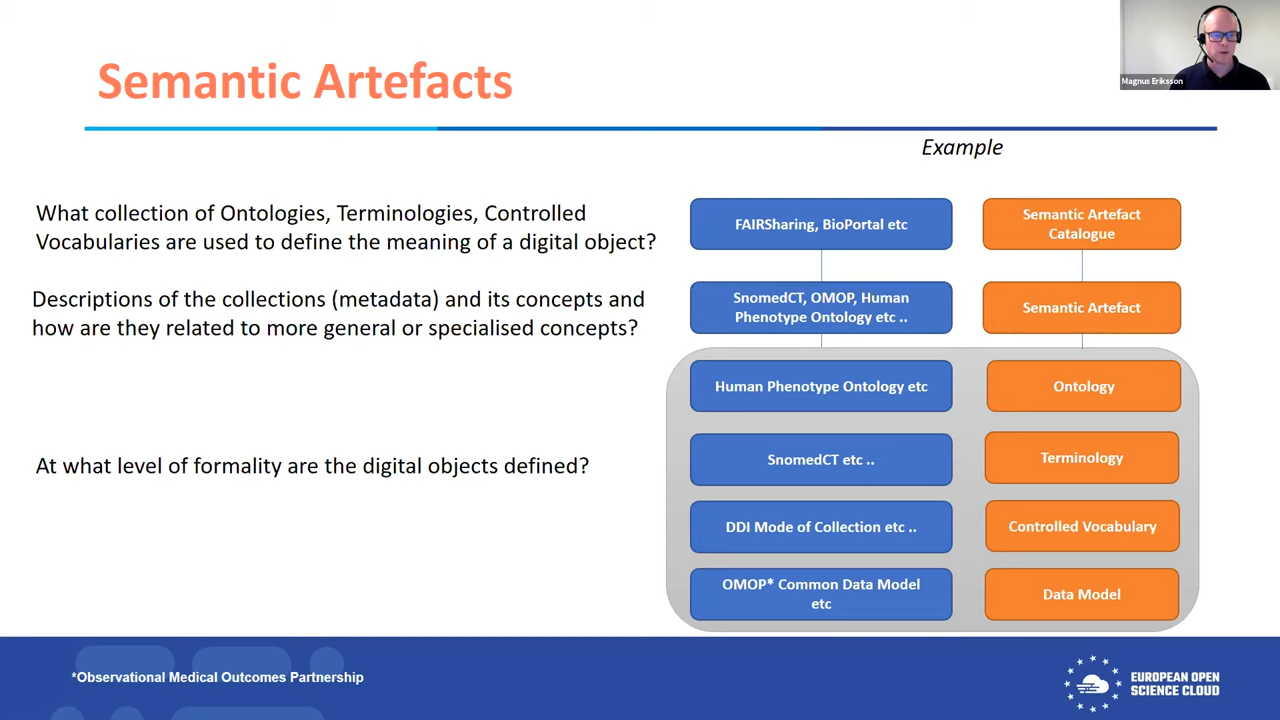 Magnus Eriksson
Semantic Artefacts
Example
What collection of Ontologies, Terminologies, Controlled
Vocabularies are used to define the meaning of a digital object?
Descriptions of the collections (metadata) and its concepts and
how are they related to more general or specialised concepts?
At what level of formality are the digital objects defined?
FAIRSharing, BioPortal etc
Semantic Artefact
Catalogue
SnomedCT, OMOP, Human
Phenotype Ontology etc ..
Semantic Artefact
Human Phenotype Ontology etc
Ontology
SnomedCT etc ..
Terminology
DDI Mode of Collection etc ..
Controlled Vocabulary
OMOP* Common Data Model
etc
Data Model
*Observational Medical Outcomes Partnership
EUROPEAN OPEN
SCIENCE CLOUD